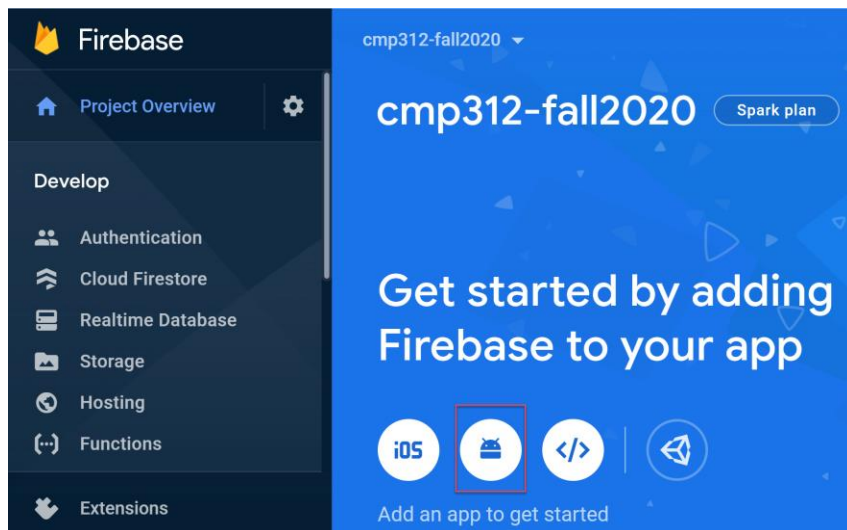 Firebase
Project Overview
Develop
Authentication
Cloud Firestore
Realtime Database
Storage
Hosting
Functions
Extensions
cmp312-fall2020
cmp312-fall2020 Spark plan
Get started by adding
Firebase to your app
iOS </>
Add an app to get started